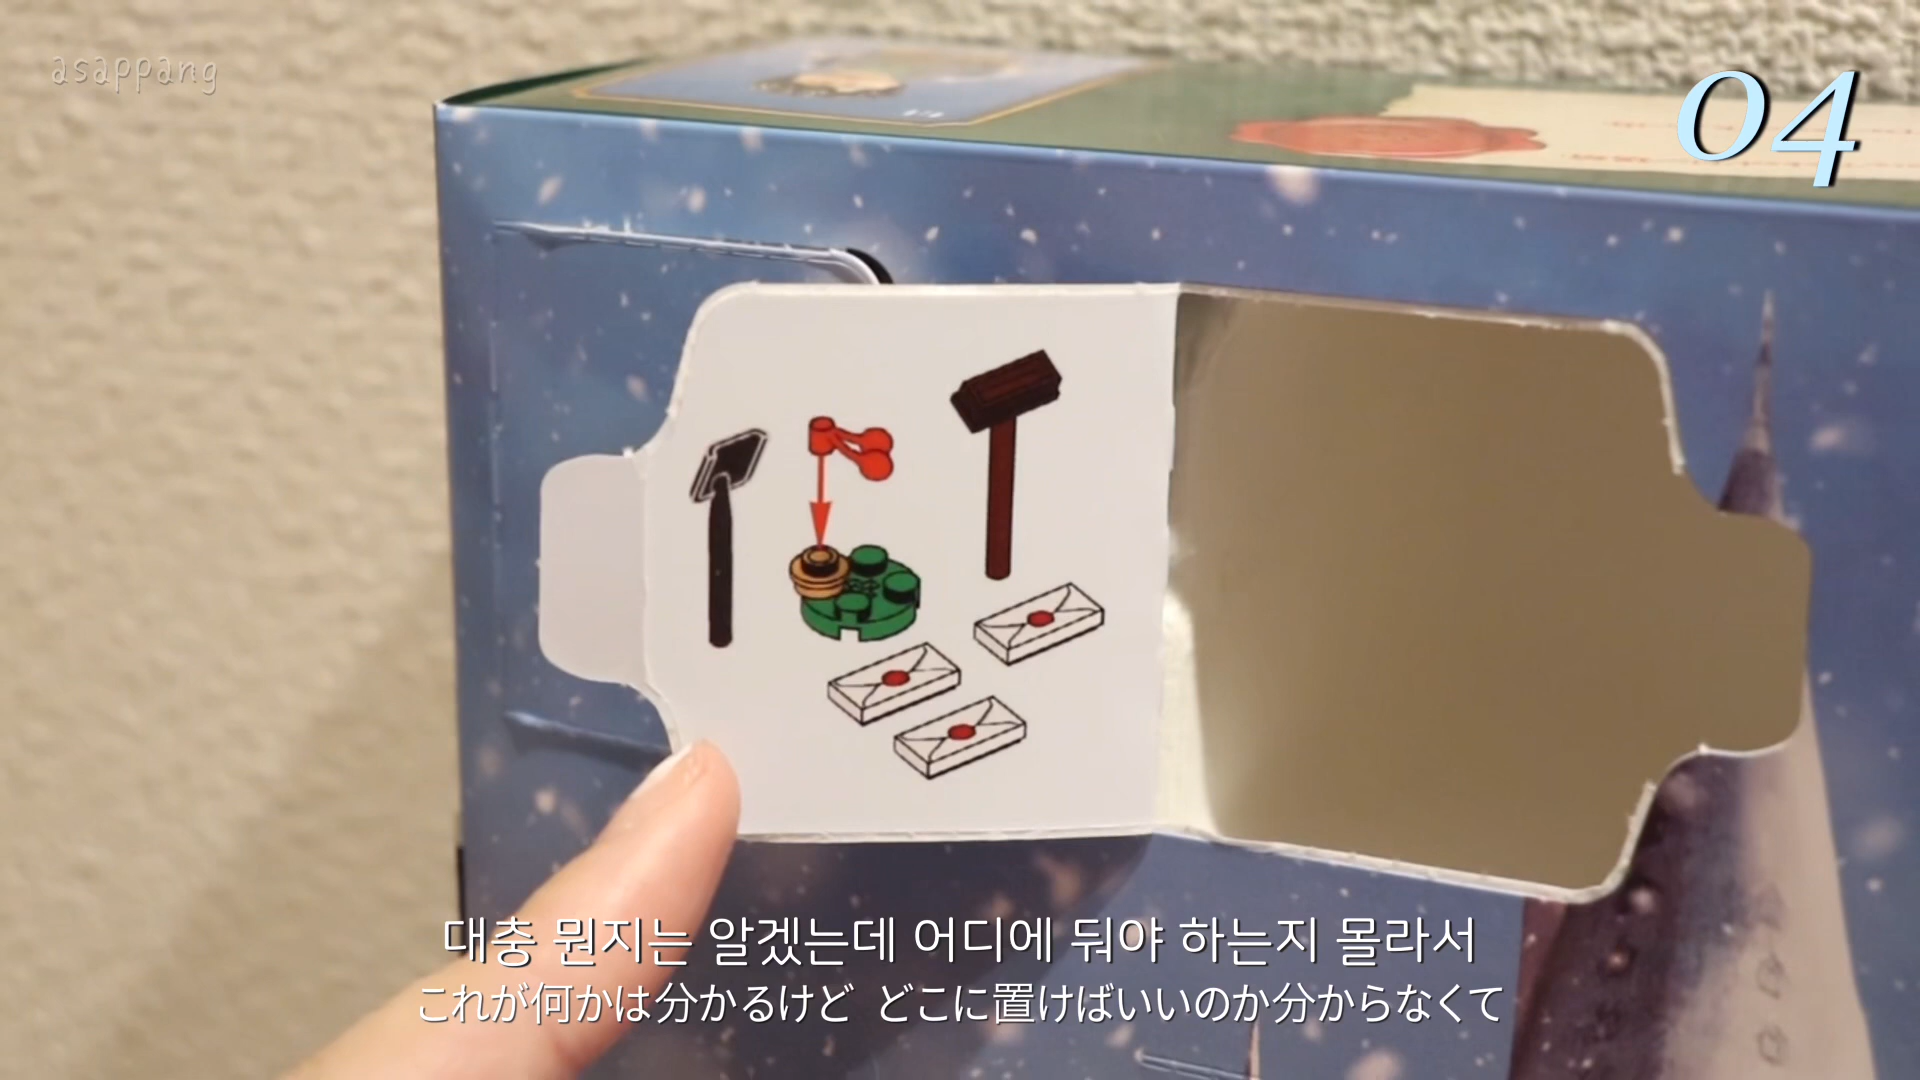 asappang
04
대충 뭔지는 알겠는데 어디에 둬야 하는지 몰라서
これが何かは分かるけど どこに置けばいいのか分からなくて